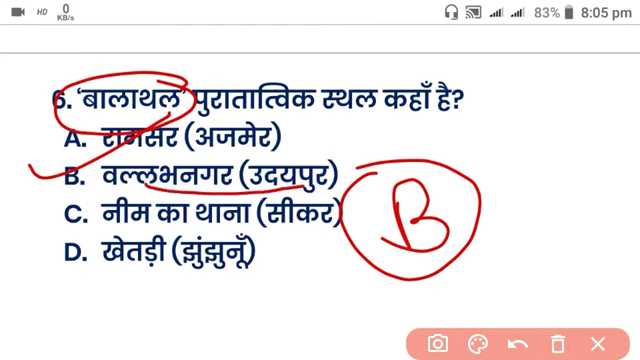 HD 0 KB/s 83% 8:05 pm
6. 'बालाथल' पुरातात्विक स्थल कहाँ है?
A. रामसर (अजमेर)
B. वल्लभनगर (उदयपुर)
C. नीम का थाना (सीकर)
D. खेतड़ी (झुंझुनूँ)
B